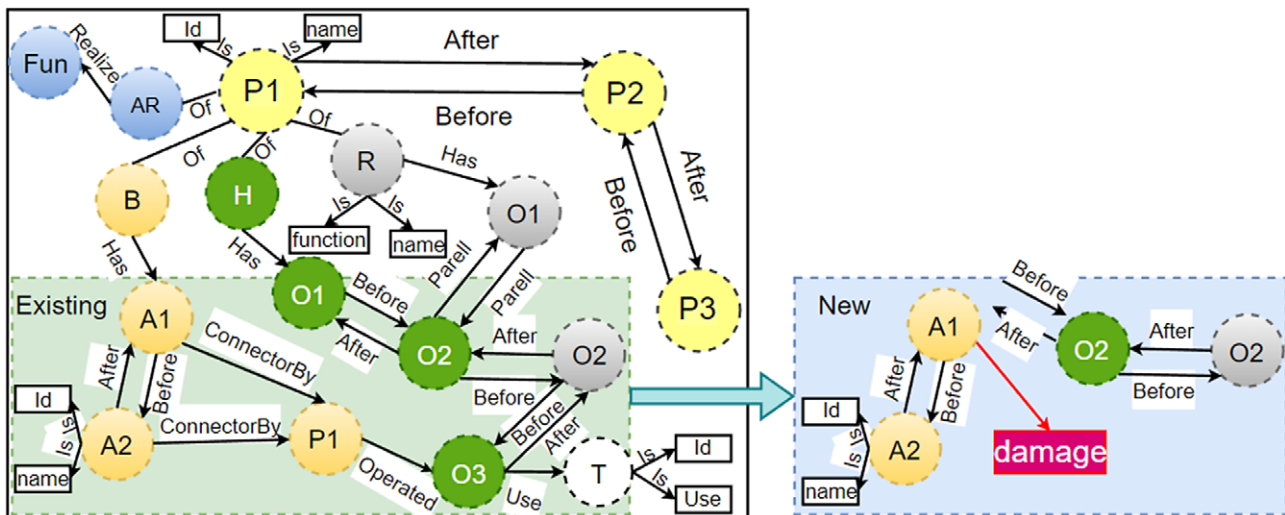 Id
name
Is
Is
After
Fun
Realize
AR
Of
P1
P2
Before
Of
Of
Of
R
Has
After
Before
B
H
O1
Is
Is
function
name
Has
Has
Parell
Parell
P3
Existing
O1
Before
A1
ConnectorBy
After
O2
After
O2
After
Before
Before
Before
After
Id
Is
Is
name
A2
ConnectorBy
P1
Operated
O3
Use
T
Is
Is
Id
Use
New
Before
A1
After
O2
After
O2
Before
After
Before
Id
Is
Is
name
A2
damage